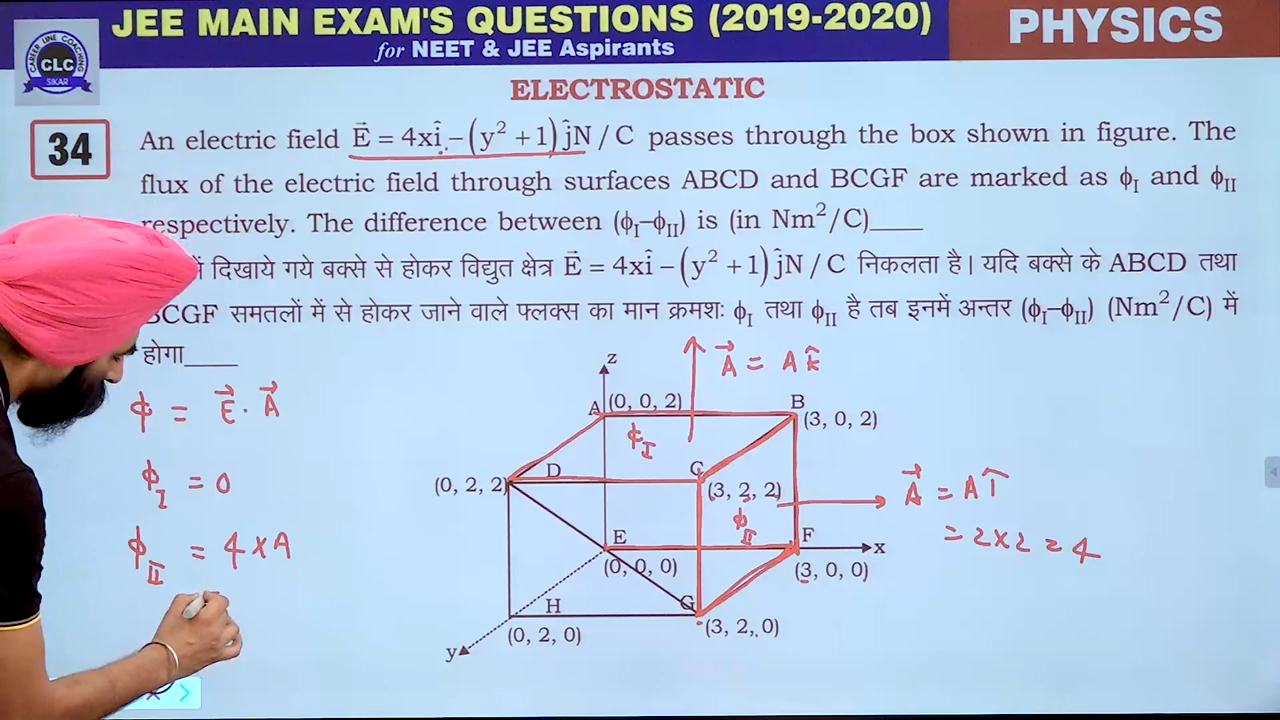 JEE MAIN EXAM'S QUESTIONS (2019-2020)
for NEET & JEE Aspirants
PHYSICS
CAREER LINE COACHING
CLC
SIKAR
ELECTROSTATIC
34
An electric field E⃗ = 4xî - (y² + 1) ĵN / C passes through the box shown in figure. The
flux of the electric field through surfaces ABCD and BCGF are marked as ϕI and ϕII
respectively. The difference between (ϕI–ϕII) is (in Nm²/C)____
दिखाये गये बक्से से होकर विद्युत क्षेत्र E⃗ = 4xî - (y² + 1) ĵN / C निकलता है। यदि बक्से के ABCD तथा
BCGF समतलों में से होकर जाने वाले फ्लक्स का मान क्रमशः ϕI तथा ϕII है तब इनमें अन्तर (ϕI–ϕII) (Nm²/C) में
होगा____
ϕ = E⃗ . A⃗
ϕI = 0
ϕII = 4 × A
z
A⃗ = A k̂
A (0, 0, 2)
B
(3, 0, 2)
ϕI
(0, 2, 2) D
C
(3, 2, 2)
ϕII
A⃗ = A î
= 2 × 2 = 4
E
(0, 0, 0)
F
x
(3, 0, 0)
H
(0, 2, 0)
G
(3, 2, 0)
y